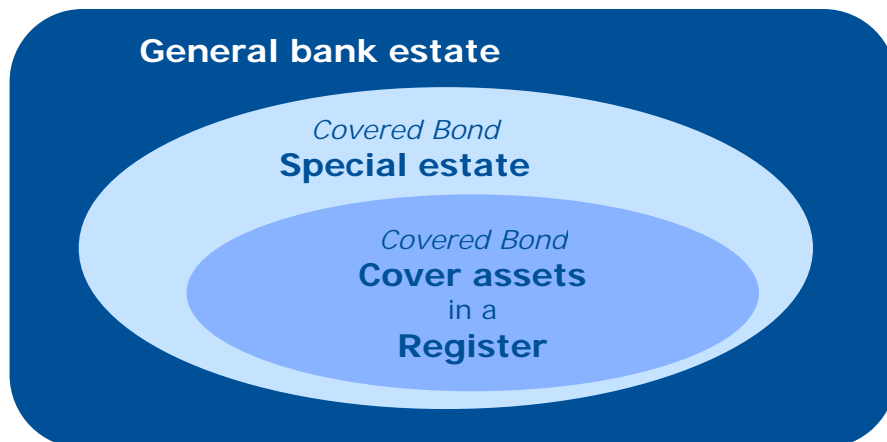 General bank estate
Covered Bond
Special estate
Covered Bond
Cover assets
in a
Register